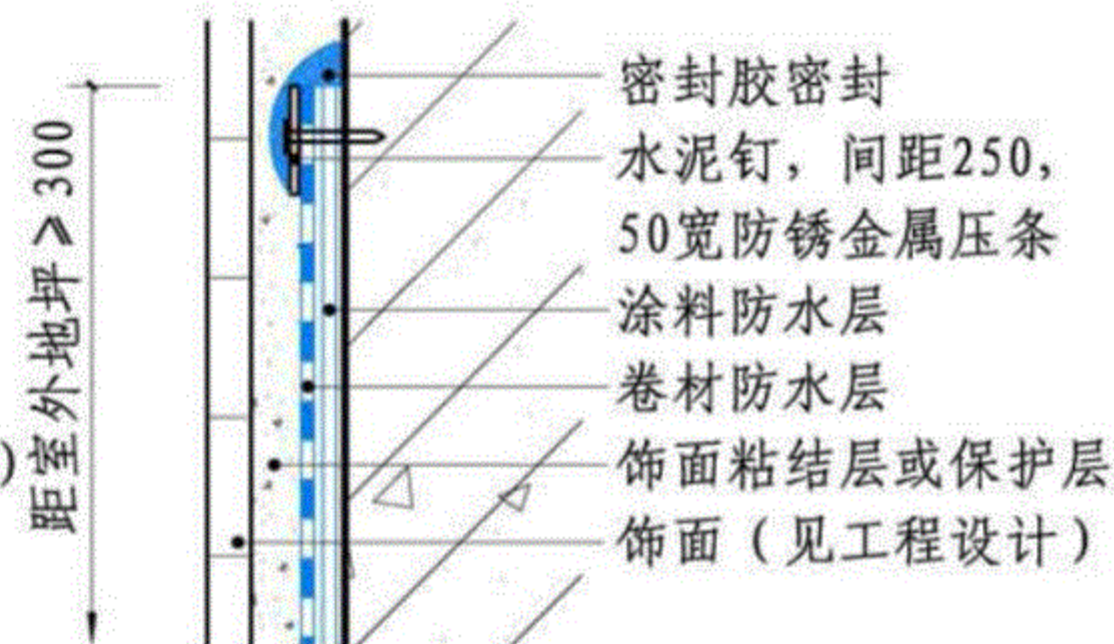 密封胶密封
水泥钉，间距250，
50宽防锈金属压条
涂料防水层
卷材防水层
饰面粘结层或保护层
饰面（见工程设计）
距室外地坪≥300
)